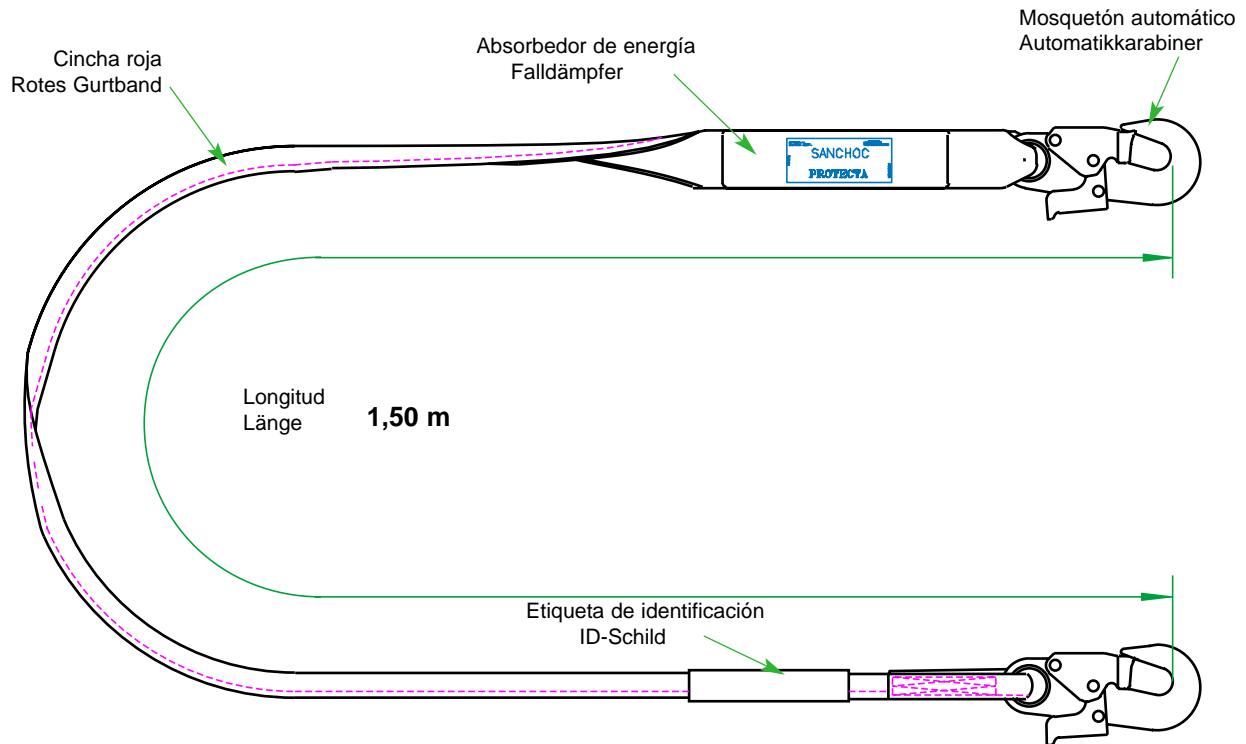 Mosquetón automático
Automatikkarabiner
Absorbedor de energía
Falldämpfer
Cincha roja
Rotes Gurtband
SANCHOC
PROTECTA
Longitud
Länge
1,50 m
Etiqueta de identificación
ID-Schild